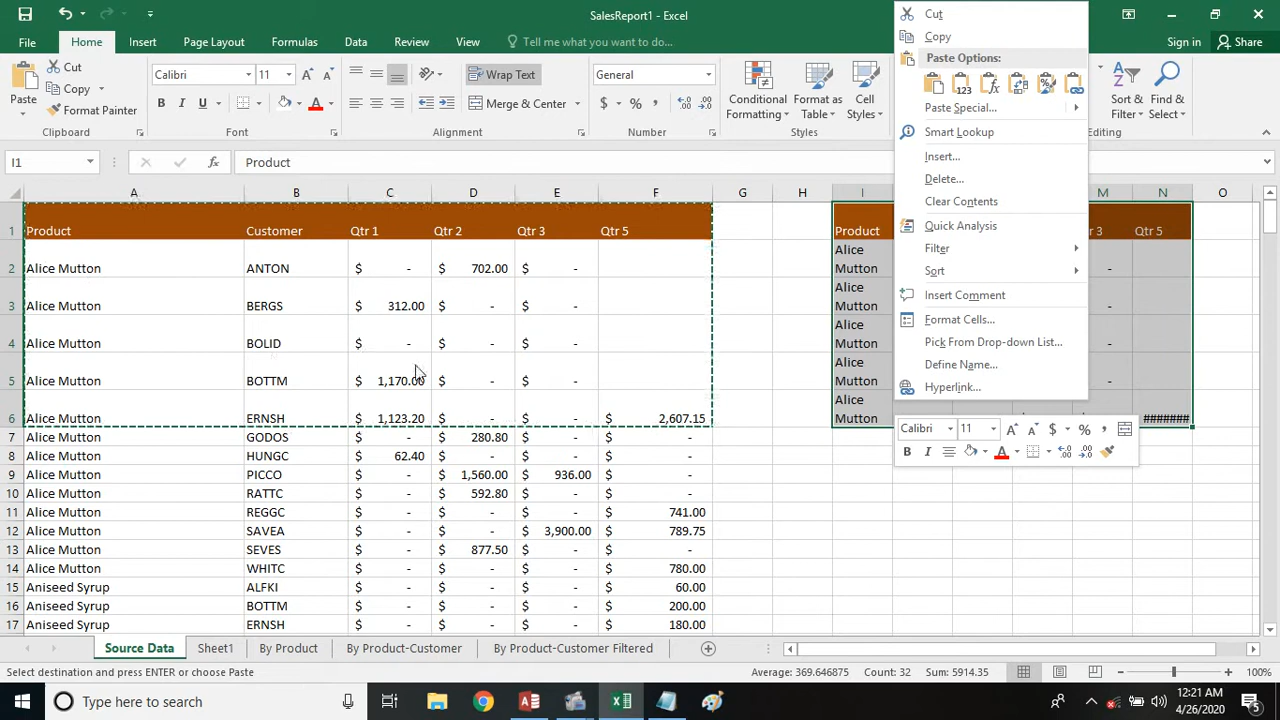 SalesReport1 - Excel
File Home Insert Page Layout Formulas Data Review View Tell me what you want to do... Sign in Share
Cut
Copy
Format Painter
Paste
Clipboard
Calibri 11
B I U
Font
Wrap Text
Merge & Center
Alignment
General
$ % ,
Number
Conditional Formatting
Format as Table
Cell Styles
Styles
Sort & Filter
Find & Select
Editing
I1 fx Product
A B C D E F G H I M N O
1 Product Customer Qtr 1 Qtr 2 Qtr 3 Qtr 5 Product r 3 Qtr 5
2 Alice Mutton ANTON $ - $ 702.00 $ - Alice Mutton -
3 Alice Mutton BERGS $ 312.00 $ - $ - Alice Mutton -
4 Alice Mutton BOLID $ - $ - $ - Alice Mutton -
5 Alice Mutton BOTTM $ 1,170.00 $ - $ - Alice Mutton -
6 Alice Mutton ERNSH $ 1,123.20 $ - $ - $ 2,607.15 Alice Mutton #######
7 Alice Mutton GODOS $ - $ 280.80 $ - $ -
8 Alice Mutton HUNGC $ 62.40 $ - $ - $ -
9 Alice Mutton PICCO $ - $ 1,560.00 $ 936.00 $ -
10 Alice Mutton RATTC $ - $ 592.80 $ - $ -
11 Alice Mutton REGGC $ - $ - $ - $ 741.00
12 Alice Mutton SAVEA $ - $ - $ 3,900.00 $ 789.75
13 Alice Mutton SEVES $ - $ 877.50 $ - $ -
14 Alice Mutton WHITC $ - $ - $ - $ 780.00
15 Aniseed Syrup ALFKI $ - $ - $ - $ 60.00
16 Aniseed Syrup BOTTM $ - $ - $ - $ 200.00
17 Aniseed Syrup ERNSH $ - $ - $ - $ 180.00
Cut
Copy
Paste Options:
123
Paste Special...
Smart Lookup
Insert...
Delete...
Clear Contents
Quick Analysis
Filter
Sort
Insert Comment
Format Cells...
Pick From Drop-down List...
Define Name...
Hyperlink...
Calibri 11 A A $ % ,
B I A
Source Data Sheet1 By Product By Product-Customer By Product-Customer Filtered
Select destination and press ENTER or choose Paste Average: 369.646875 Count: 32 Sum: 5914.35 100%
Type here to search
12:21 AM
4/26/2020
5